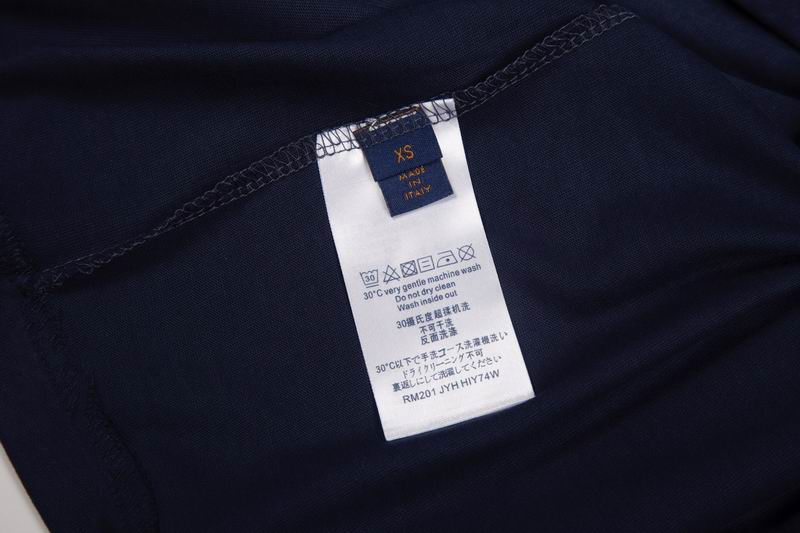 XS
MADE
IN
ITALY
30
30°C very gentle machine wash
Do not dry clean
Wash inside out
30摄氏度超揉机洗
不可干洗
反面洗涤
30°C以下で手洗コース洗濯機洗い
ドライクリーニング不可
裏返しにして洗濯してください
RM201 JYH HIY74W